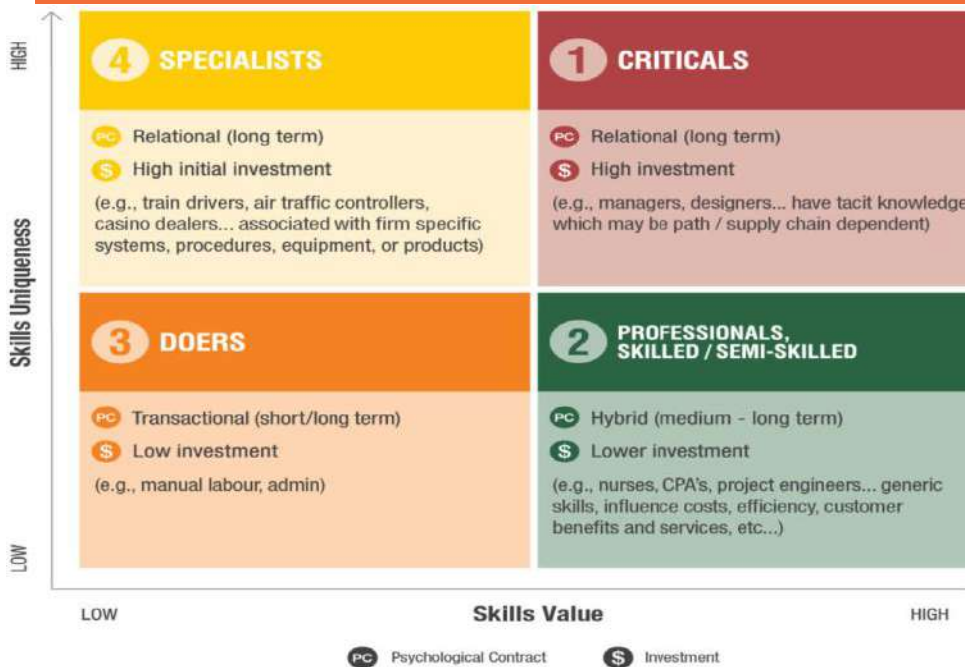 HIGH
4 SPECIALISTS
PC Relational (long term)
$ High initial investment
(e.g., train drivers, air traffic controllers,
casino dealers... associated with firm specific
systems, procedures, equipment, or products)
1 CRITICALS
PC Relational (long term)
$ High investment
(e.g., managers, designers... have tacit knowledge
which may be path / supply chain dependent)
Skills Uniqueness
3 DOERS
PC Transactional (short/long term)
$ Low investment
(e.g., manual labour, admin)
2 PROFESSIONALS,
SKILLED / SEMI-SKILLED
PC Hybrid (medium - long term)
$ Lower investment
(e.g., nurses, CPA's, project engineers... generic
skills, influence costs, efficiency, customer
benefits and services, etc...)
LOW
LOW
Skills Value
HIGH
PC Psychological Contract
$ Investment